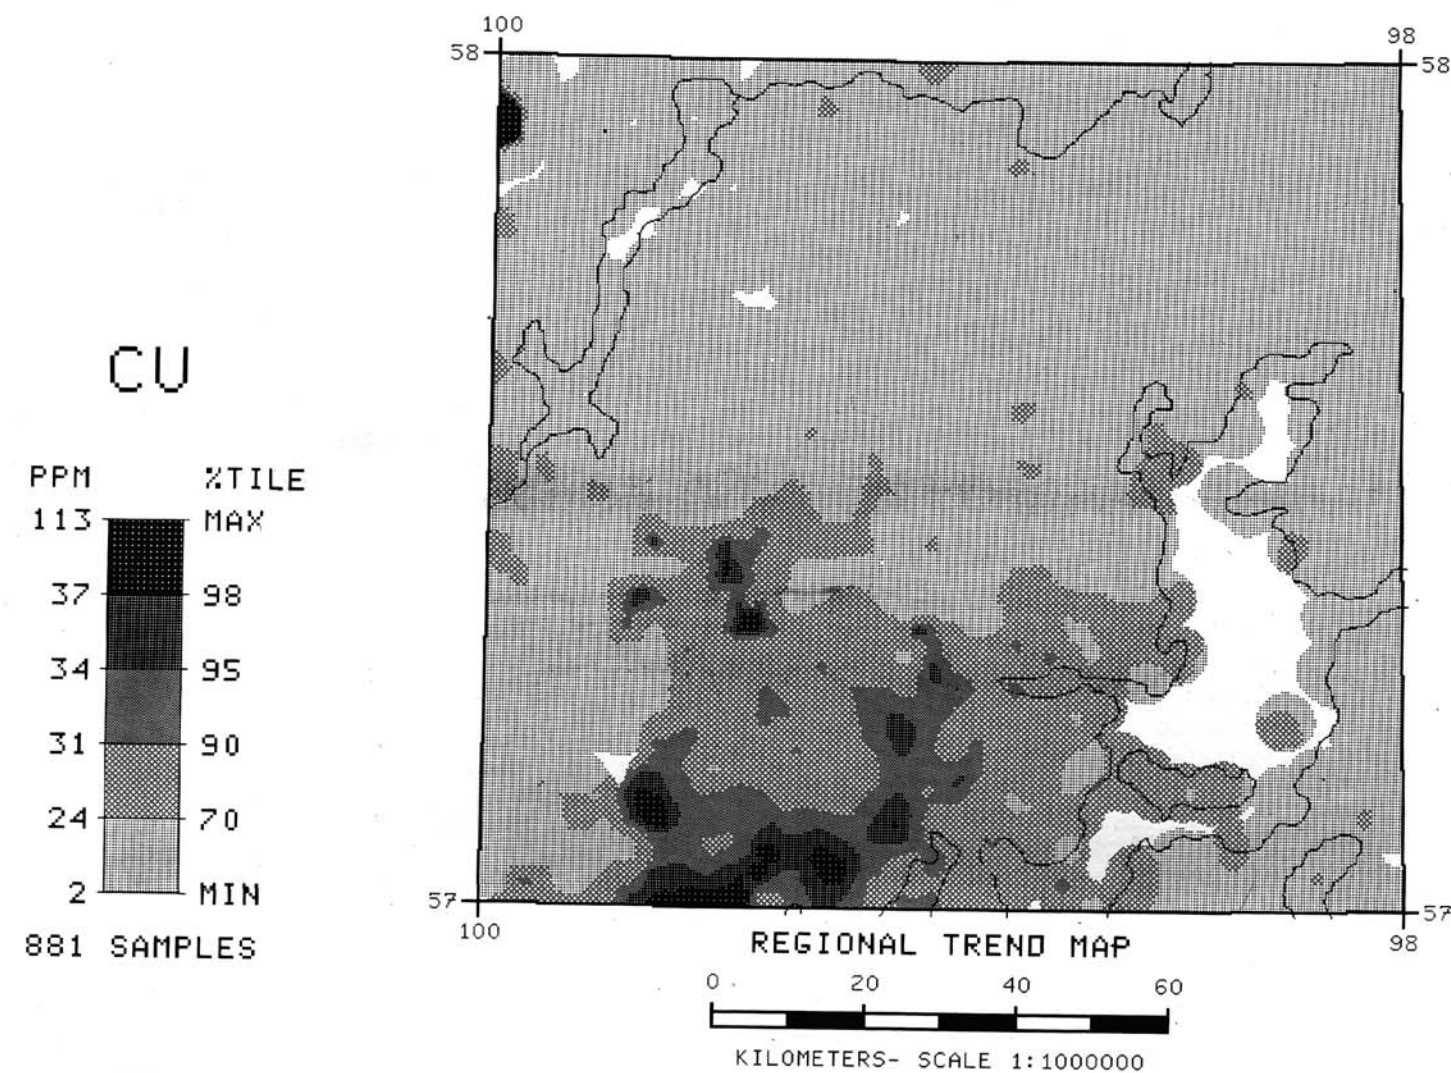 100 98
58 58
CU
PPM %TILE
113 MAX
37 98
34 95
31 90
24 70
2 MIN
881 SAMPLES
57 57
100 98
REGIONAL TREND MAP
0 20 40 60
KILOMETERS- SCALE 1:1000000